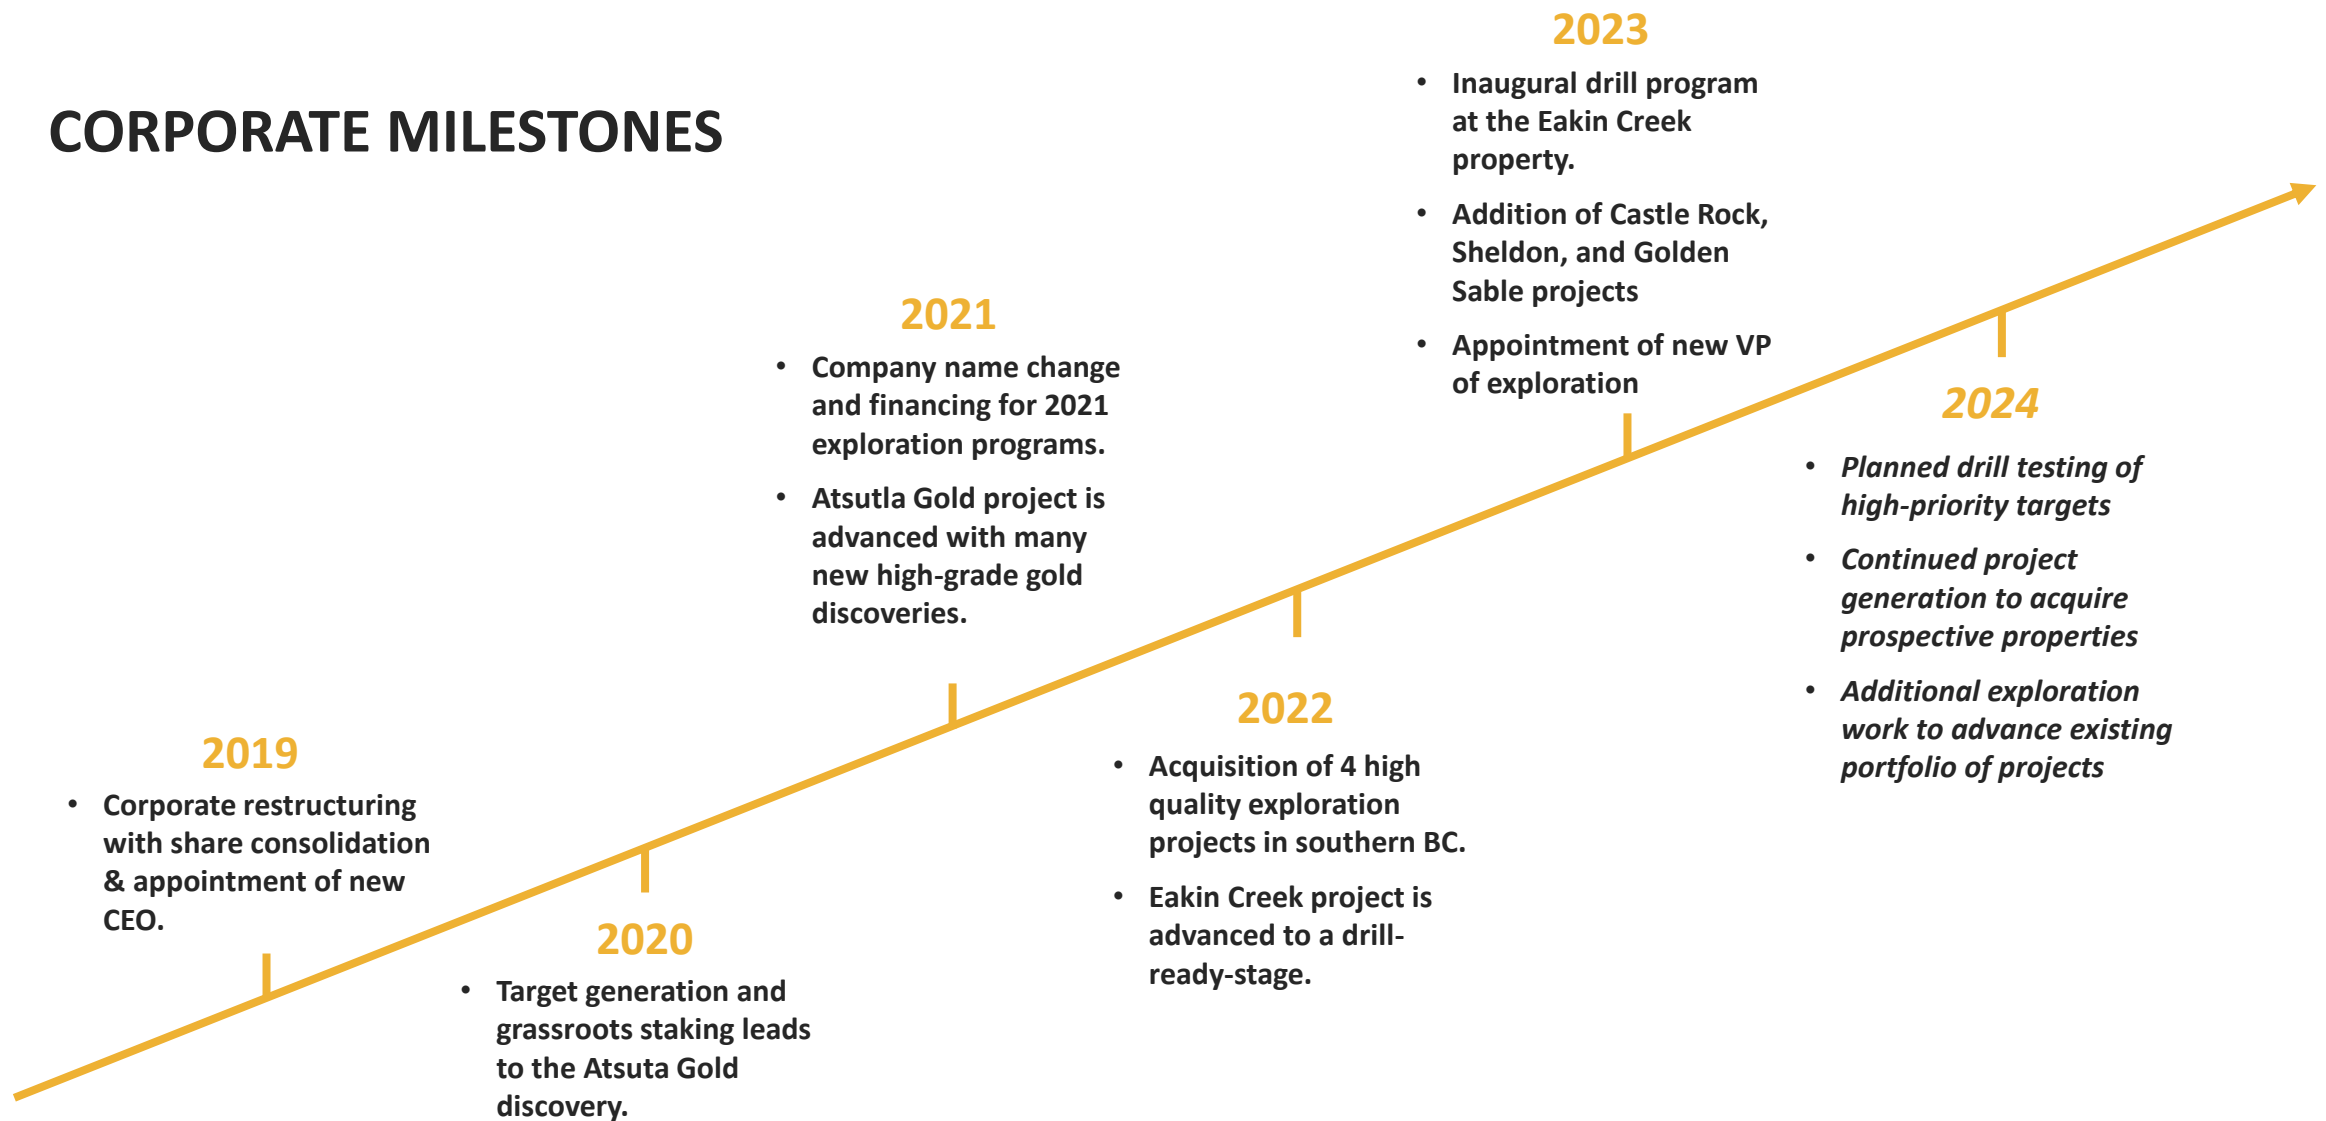 CORPORATE MILESTONES
2019
• Corporate restructuring
with share consolidation
& appointment of new
CEO.
2020
• Target generation and
grassroots staking leads
to the Atsuta Gold
discovery.
2021
• Company name change
and financing for 2021
exploration programs.
• Atsutla Gold project is
advanced with many
new high-grade gold
discoveries.
2022
• Acquisition of 4 high
quality exploration
projects in southern BC.
• Eakin Creek project is
advanced to a drill-
ready-stage.
2023
• Inaugural drill program
at the Eakin Creek
property.
• Addition of Castle Rock,
Sheldon, and Golden
Sable projects
• Appointment of new VP
of exploration
2024
• Planned drill testing of
high-priority targets
• Continued project
generation to acquire
prospective properties
• Additional exploration
work to advance existing
portfolio of projects